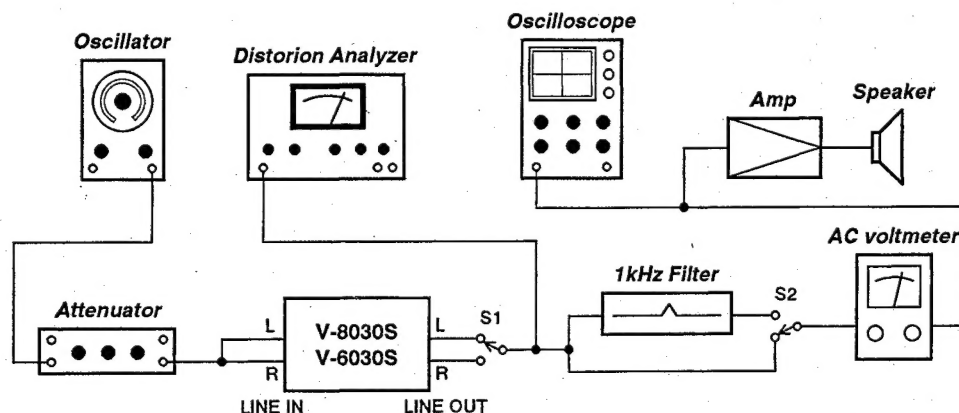 Oscilloscope
Oscillator
Distorion Analyzer
Amp
Speaker
AC voltmeter
1kHz Filter
S2
Attenuator
L
V-8030S
L
S1
R
V-6030S
R
LINE IN
LINE OUT